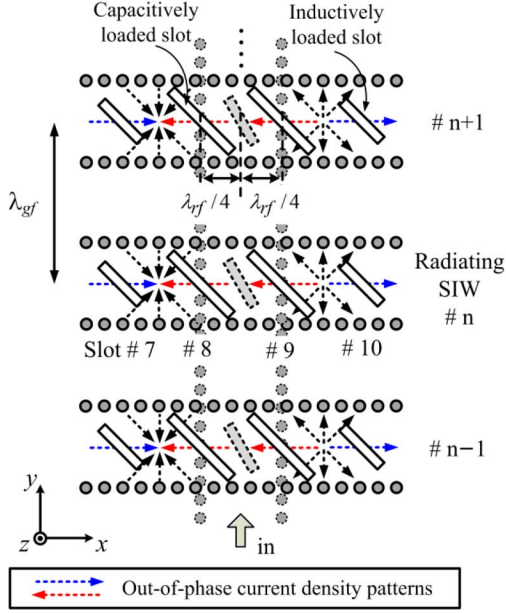 Capacitively
loaded slot
Inductively
loaded slot
# n+1
λrf / 4
λrf / 4
λgf
Radiating
SIW
# n
Slot # 7
# 8
# 9
# 10
# n−1
y
z
x
in
Out-of-phase current density patterns